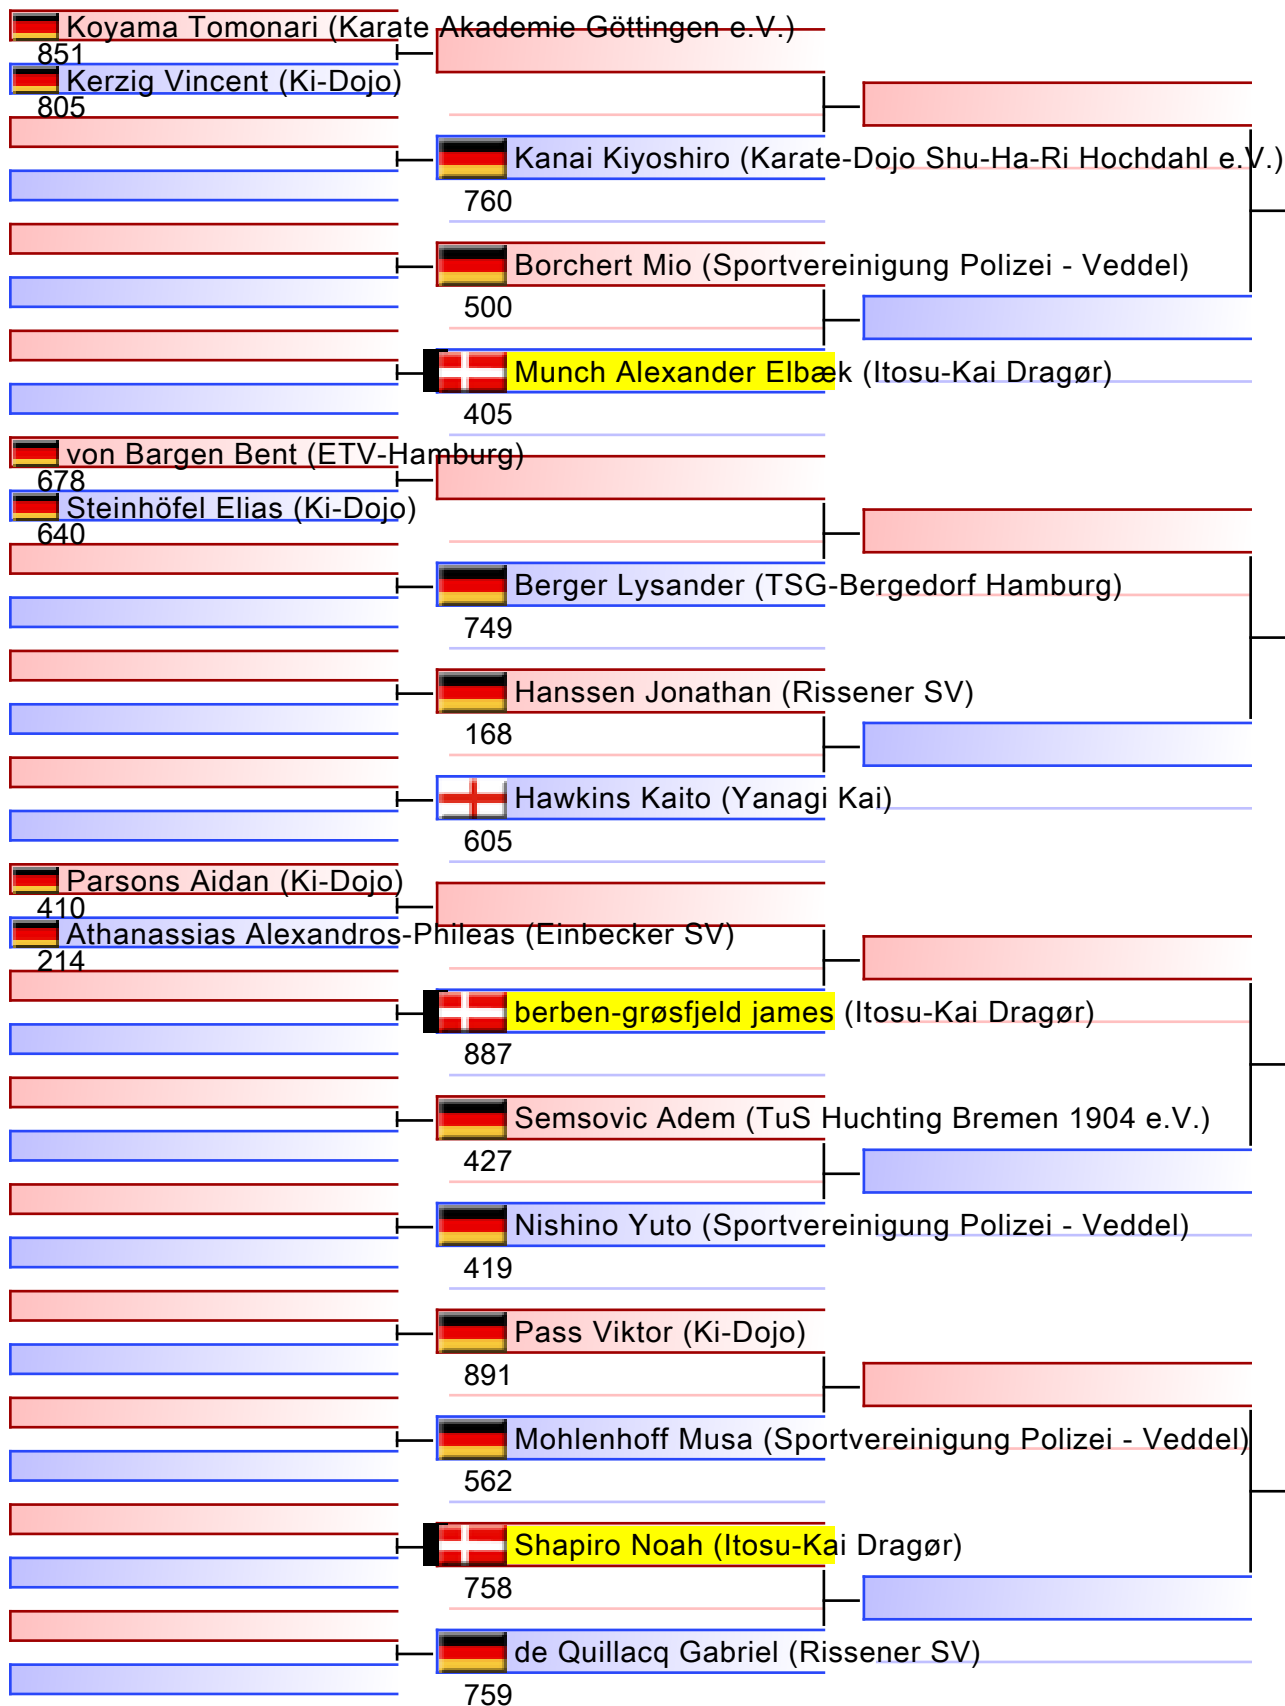 Koyama Tomonari (Karate Akademie Göttingen e.V.)
851
Kerzig Vincent (Ki-Dojo)
805
Kanai Kiyoshiro (Karate-Dojo Shu-Ha-Ri Hochdahl e.V.)
760
Borchert Mio (Sportvereinigung Polizei - Veddel)
500
Munch Alexander Elbæk (Itosu-Kai Dragør)
405
von Bargen Bent (ETV-Hamburg)
678
Steinhöfel Elias (Ki-Dojo)
640
Berger Lysander (TSG-Bergedorf Hamburg)
749
Hanssen Jonathan (Rissener SV)
168
Hawkins Kaito (Yanagi Kai)
605
Parsons Aidan (Ki-Dojo)
410
Athanassias Alexandros-Phileas (Einbecker SV)
214
berben-grøsfjeld james (Itosu-Kai Dragør)
887
Semsovic Adem (TuS Huchting Bremen 1904 e.V.)
427
Nishino Yuto (Sportvereinigung Polizei - Veddel)
419
Pass Viktor (Ki-Dojo)
891
Mohlenhoff Musa (Sportvereinigung Polizei - Veddel)
562
Shapiro Noah (Itosu-Kai Dragør)
758
de Quillacq Gabriel (Rissener SV)
759